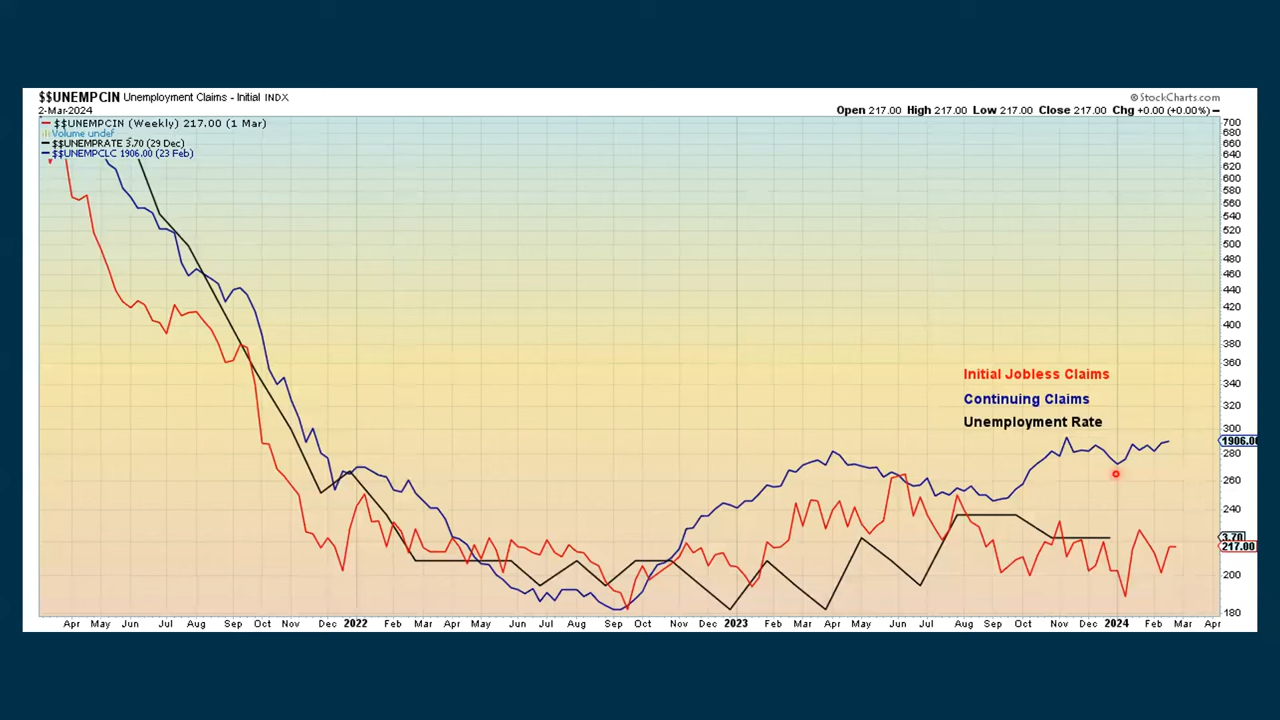 $$UNEMPCIN Unemployment Claims - Initial INDX
© StockCharts.com
2-Mar-2024
Open 217.00 High 217.00 Low 217.00 Close 217.00 Chg +0.00 (+0.00%)
$$UNEMPCIN (Weekly) 217.00 (1 Mar)
Volume undef
$$UNEMPRATE 3.70 (29 Dec)
$$UNEMPCLC 1906.00 (23 Feb)
700
680
660
640
620
600
580
560
540
520
500
480
460
440
420
400
380
360
Initial Jobless Claims
340
Continuing Claims
320
Unemployment Rate
300
1906.00
280
260
240
3.70
217.00
200
180
Apr May Jun Jul Aug Sep Oct Nov Dec 2022 Feb Mar Apr May Jun Jul Aug Sep Oct Nov Dec 2023 Feb Mar Apr May Jun Jul Aug Sep Oct Nov Dec 2024 Feb Mar Apr